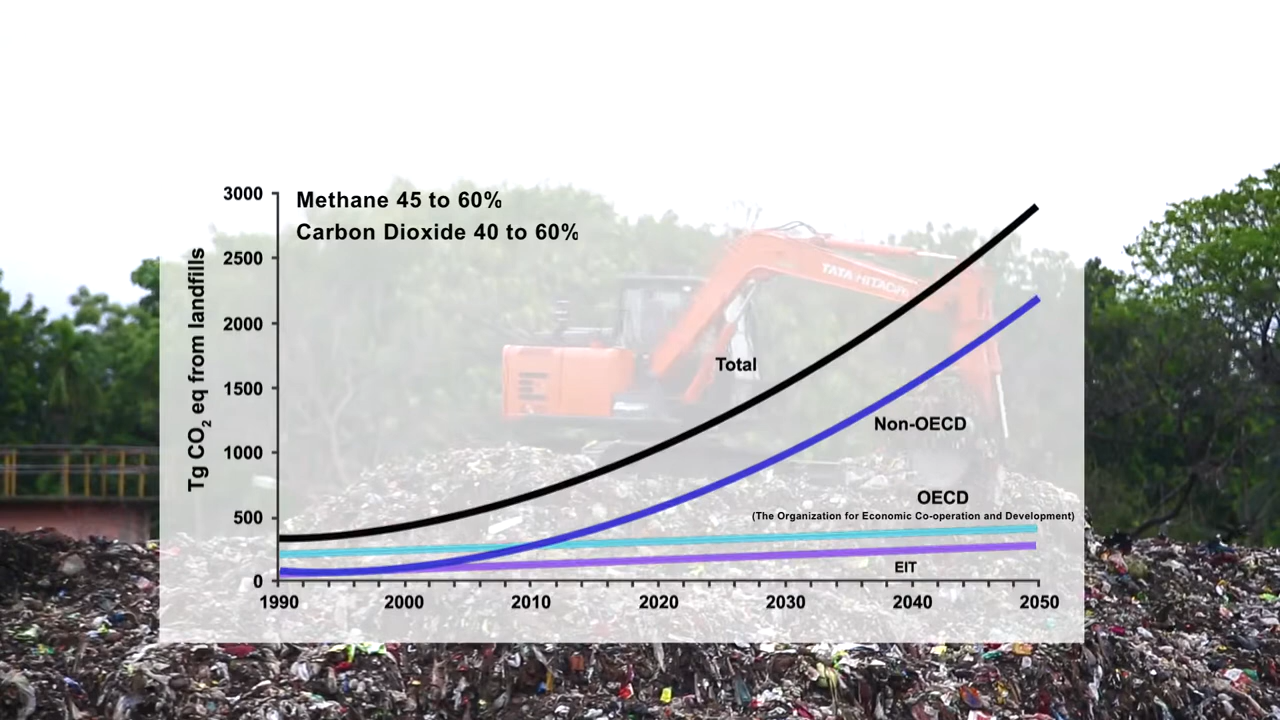 Methane 45 to 60%
Carbon Dioxide 40 to 60%
Tg CO2 eq from landfills
3000
2500
2000
1500
1000
500
0
TATA HITACHI
Total
Non-OECD
OECD
(The Organization for Economic Co-operation and Development)
EIT
1990 2000 2010 2020 2030 2040 2050